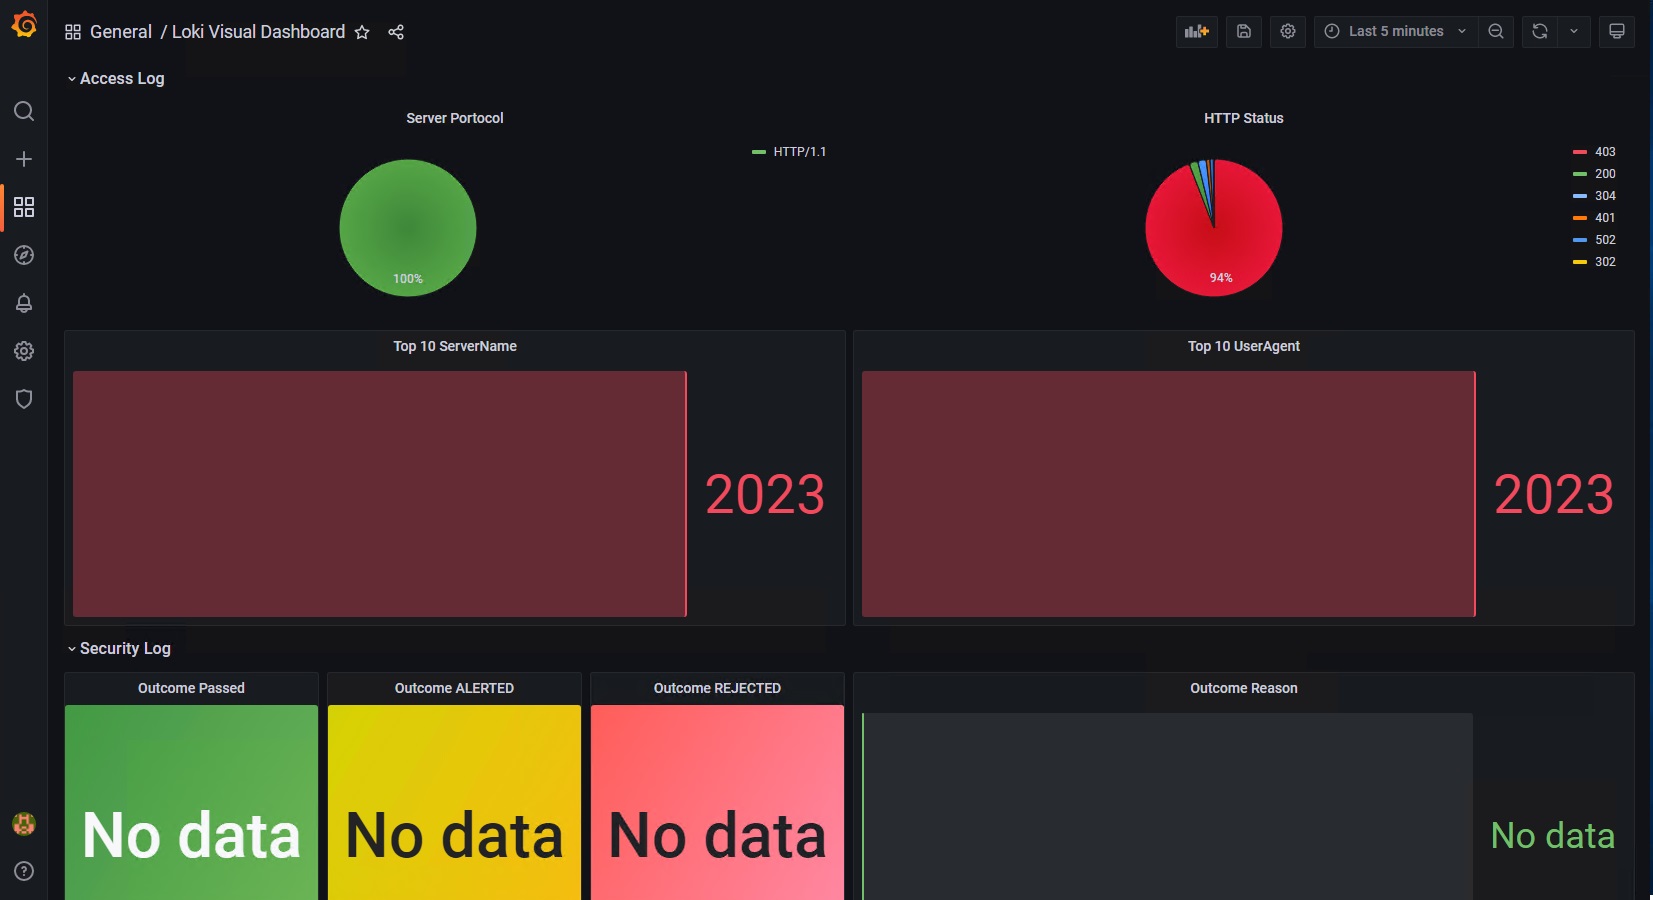 General / Loki Visual Dashboard
Last 5 minutes
Access Log
Server Portocol
HTTP/1.1
100%
HTTP Status
403
200
304
401
502
302
94%
Top 10 ServerName
2023
Top 10 UserAgent
2023
Security Log
Outcome Passed
No data
Outcome ALERTED
No data
Outcome REJECTED
No data
Outcome Reason
No data